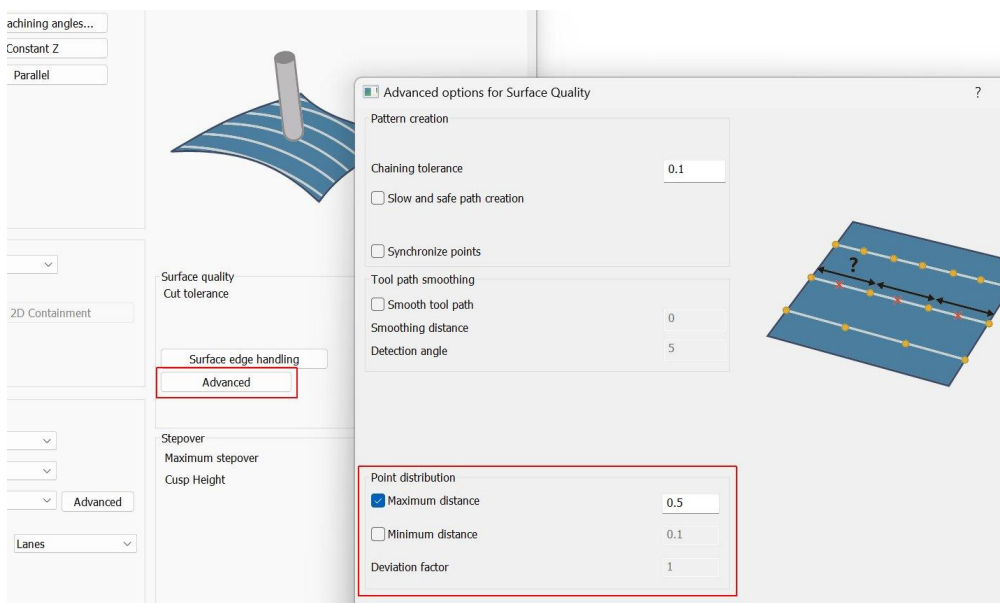 achining angles...
Constant Z
Parallel
2D Containment
Advanced
Lanes
Surface quality
Cut tolerance
Surface edge handling
Advanced
Stepover
Maximum stepover
Cusp Height
Advanced options for Surface Quality
?
Pattern creation
Chaining tolerance 0.1
Slow and safe path creation
Synchronize points
Tool path smoothing
Smooth tool path
Smoothing distance 0
Detection angle 5
?
Point distribution
Maximum distance 0.5
Minimum distance 0.1
Deviation factor 1